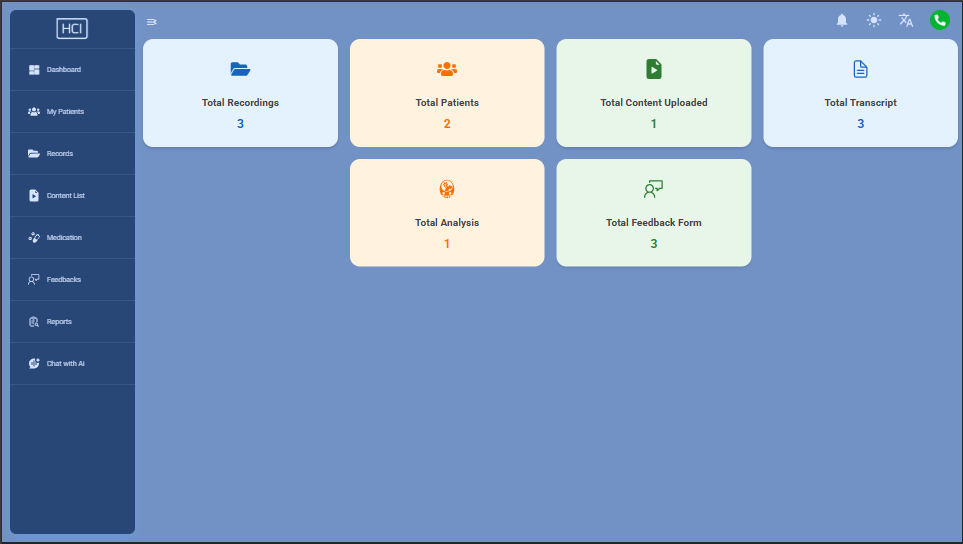 HCI
Dashboard
My Patients
Records
Content List
Medication
Feedbacks
Reports
Chat with AI
Total Recordings
3
Total Patients
2
Total Content Uploaded
1
Total Transcript
3
Total Analysis
1
Total Feedback Form
3